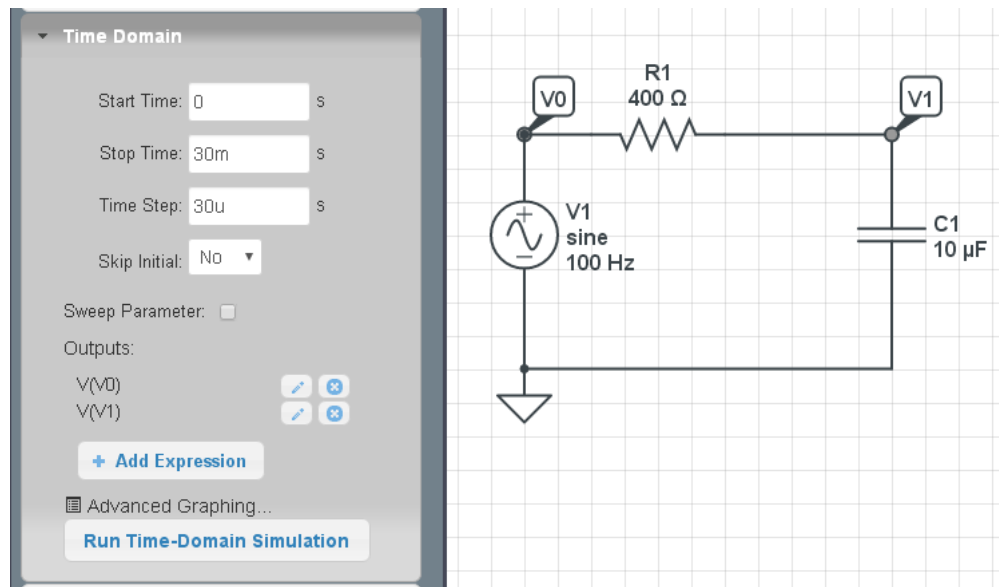 Time Domain
Start Time: 0 s
Stop Time: 30m s
Time Step: 30u s
Skip Initial: No
Sweep Parameter:
Outputs:
V(V0)
V(V1)
+ Add Expression
Advanced Graphing...
Run Time-Domain Simulation
V0
R1
400 Ω
V1
V1
sine
100 Hz
C1
10 µF